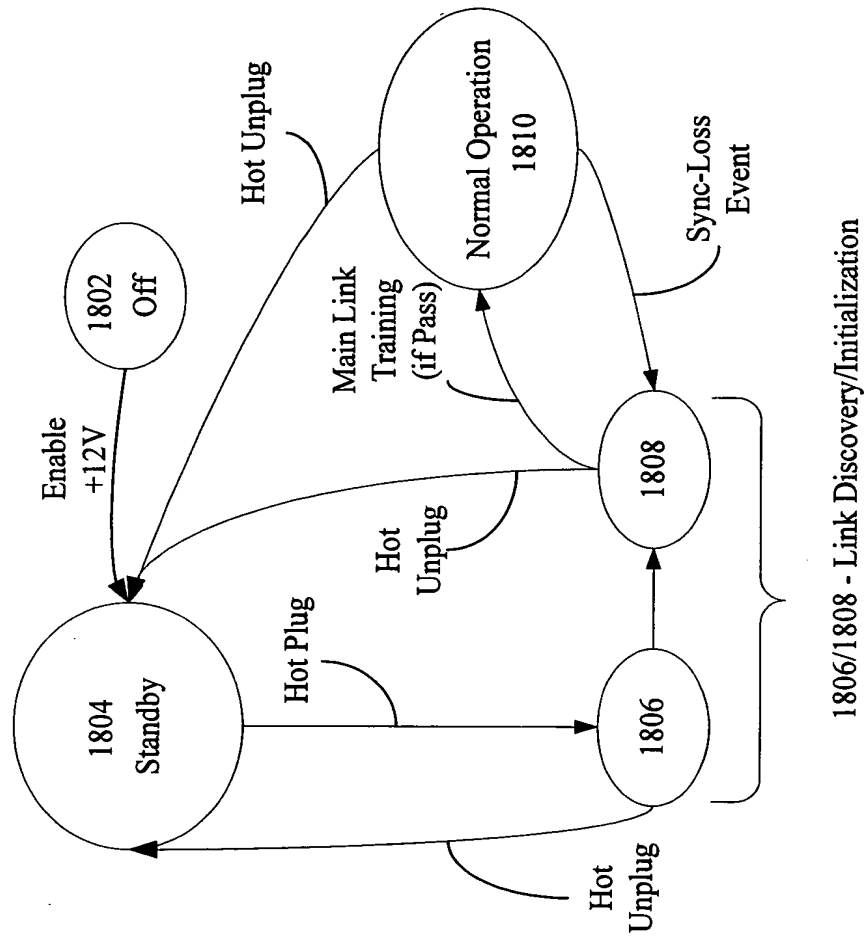 1802
Off
Enable
+12V
Hot Unplug
1804
Standby
Hot Plug
Hot
Unplug
Main Link
Training
(if Pass)
Normal Operation
1810
Hot
Unplug
1806
1808
Sync-Loss
Event
1806/1808 - Link Discovery/Initialization